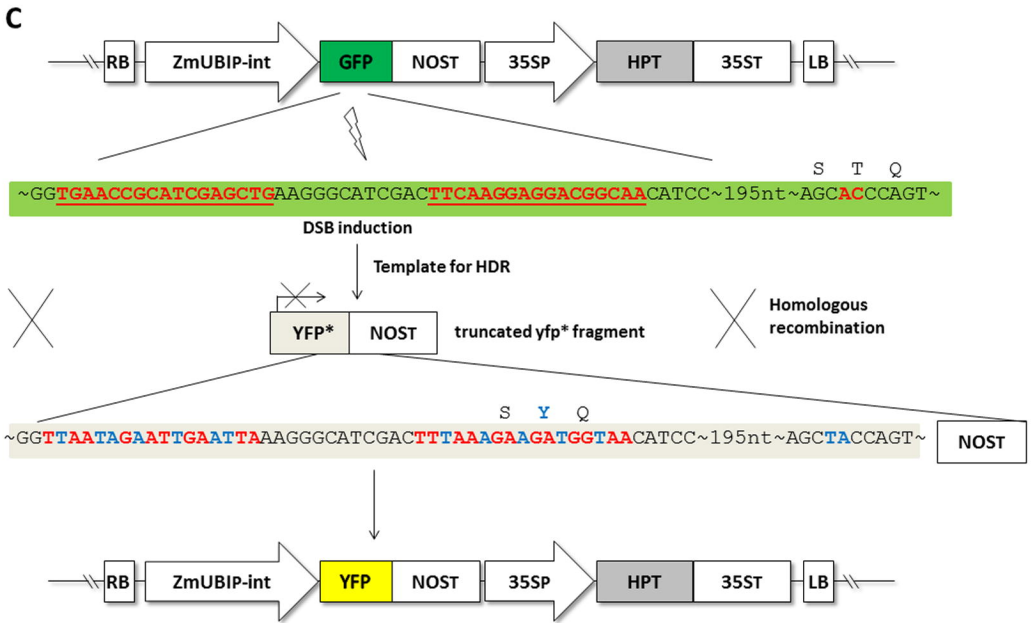 C
RB ZmUBIP-int GFP NOST 35SP HPT 35ST LB
S T Q
~GGTGAACCGCATCGAGCTGAAGGGCATCGACTTCAAGGAGGACGGCAACATCC~195nt~AGCACCCAGT~
DSB induction
Template for HDR
YFP* NOST truncated yfp* fragment
Homologous
recombination
S Y Q
~GGTTAATAGAATTGAATTAAAGGGCATCGACTTTAAAGAAGATGGTAACATCC~195nt~AGCTACCAGT~
NOST
RB ZmUBIP-int YFP NOST 35SP HPT 35ST LB